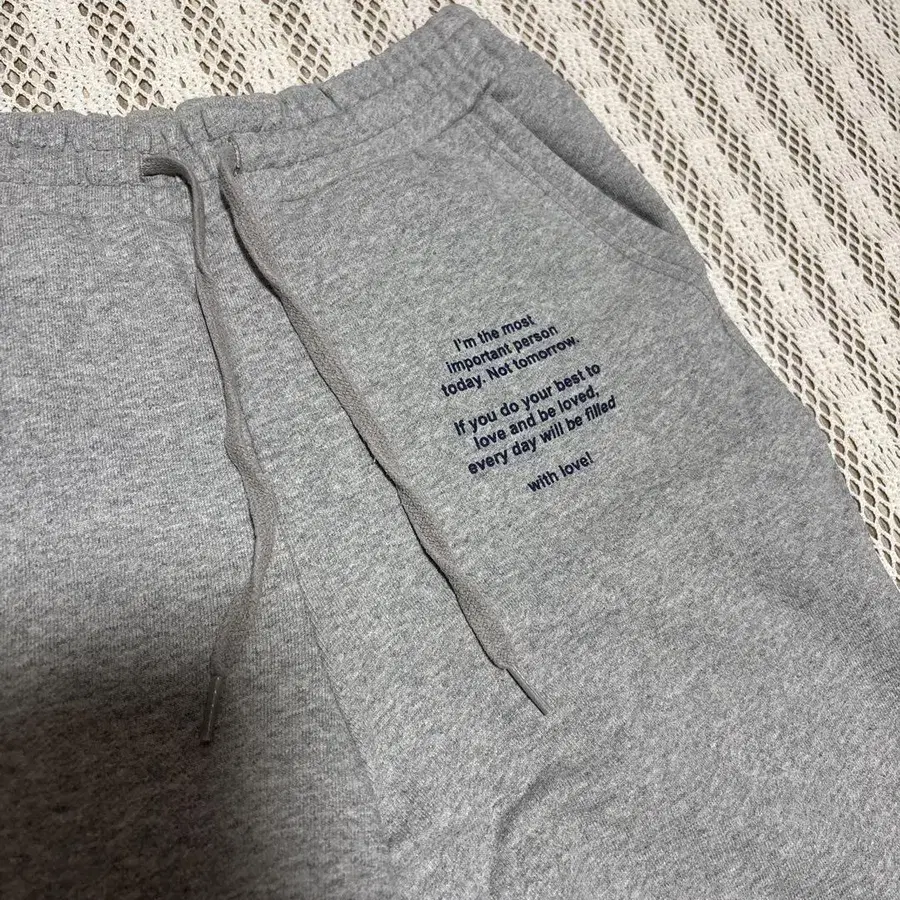 I'm the most
important person
today. Not tomorrow.
If you do your best to
love and be loved,
every day will be filled
with love!